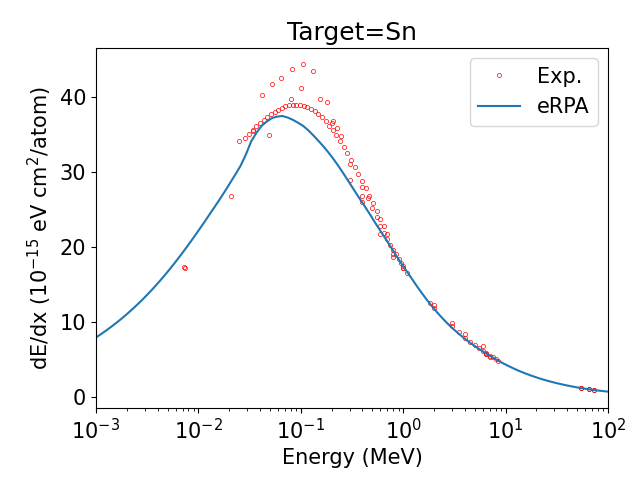 Target=Sn
Exp.
eRPA
dE/dx (10⁻¹⁵ eV cm²/atom)
40
30
20
10
0
10⁻³
10⁻²
10⁻¹
10⁰
10¹
10²
Energy (MeV)